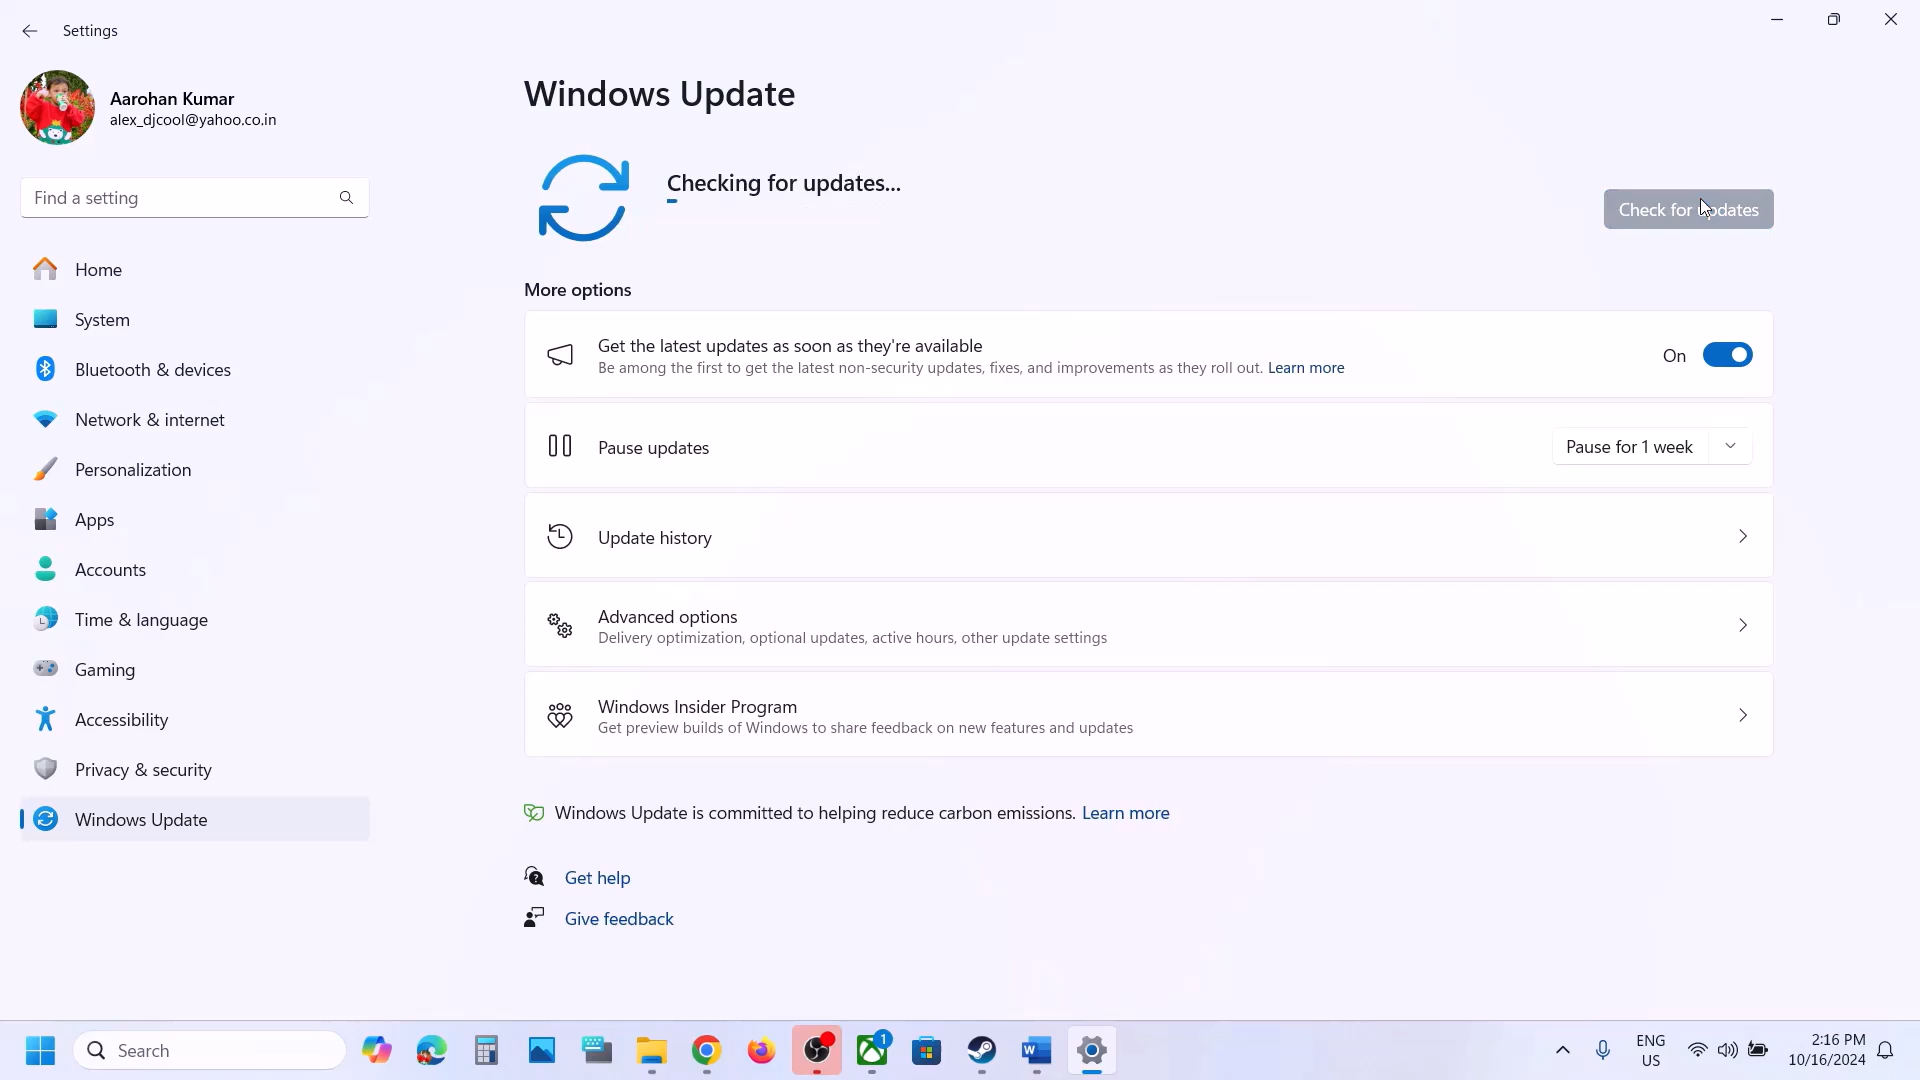 Settings
Aarohan Kumar
alex_djcool@yahoo.co.in
Find a setting
Home
System
Bluetooth & devices
Network & internet
Personalization
Apps
Accounts
Time & language
Gaming
Accessibility
Privacy & security
Windows Update
Windows Update
Checking for updates...
Check for updates
More options
Get the latest updates as soon as they're available
Be among the first to get the latest non-security updates, fixes, and improvements as they roll out. Learn more
On
Pause updates
Pause for 1 week
Update history
Advanced options
Delivery optimization, optional updates, active hours, other update settings
Windows Insider Program
Get preview builds of Windows to share feedback on new features and updates
Windows Update is committed to helping reduce carbon emissions. Learn more
Get help
Give feedback
Search
1
ENG
US
2:16 PM
10/16/2024